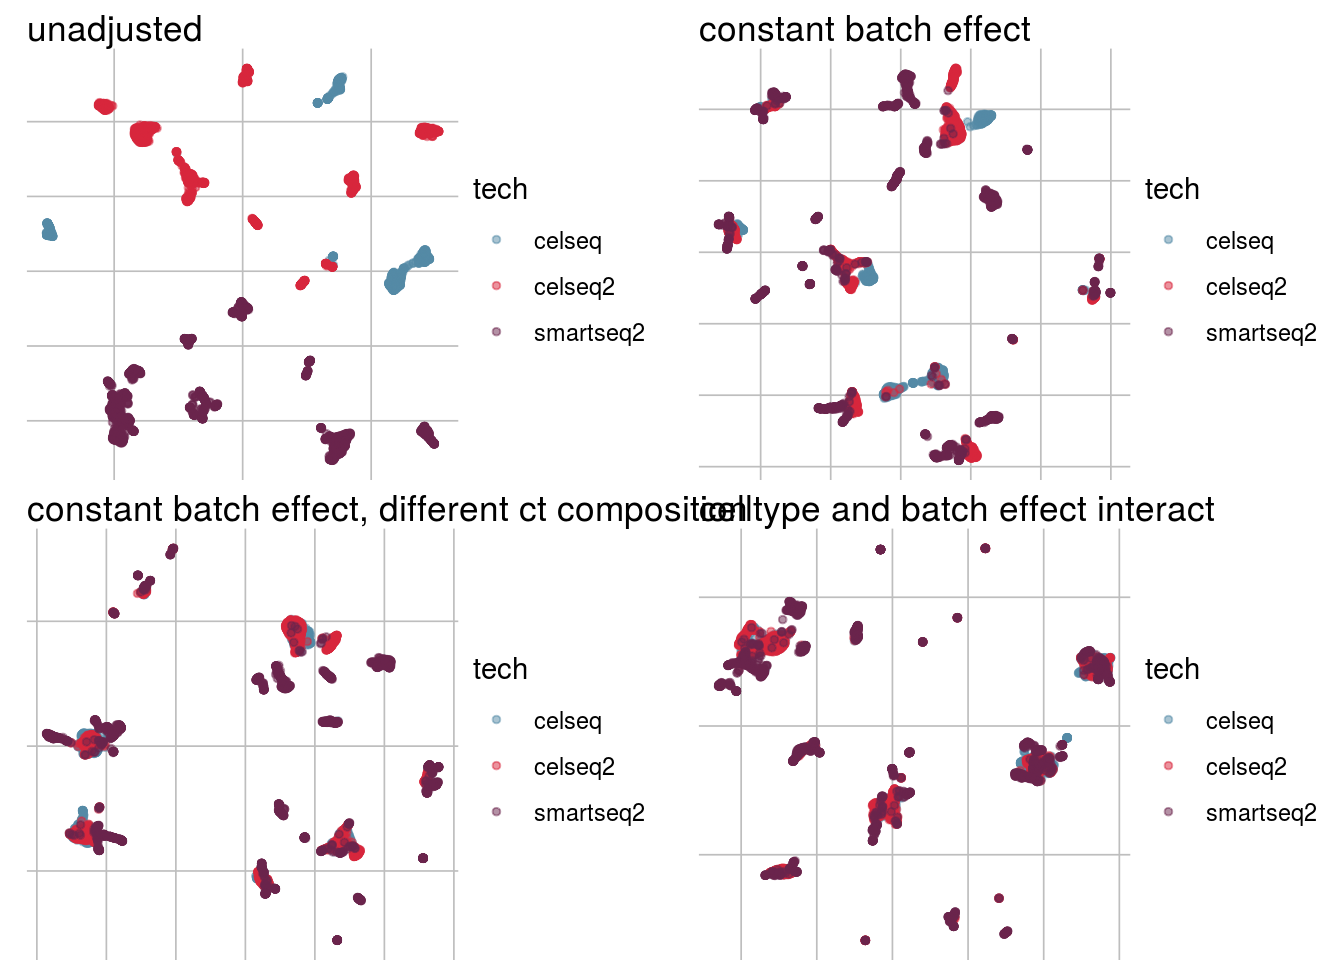 unadjusted
tech
celseq
celseq2
smartseq2
constant batch effect
tech
celseq
celseq2
smartseq2
constant batch effect, different ct composition
tech
celseq
celseq2
smartseq2
celltype and batch effect interact
tech
celseq
celseq2
smartseq2